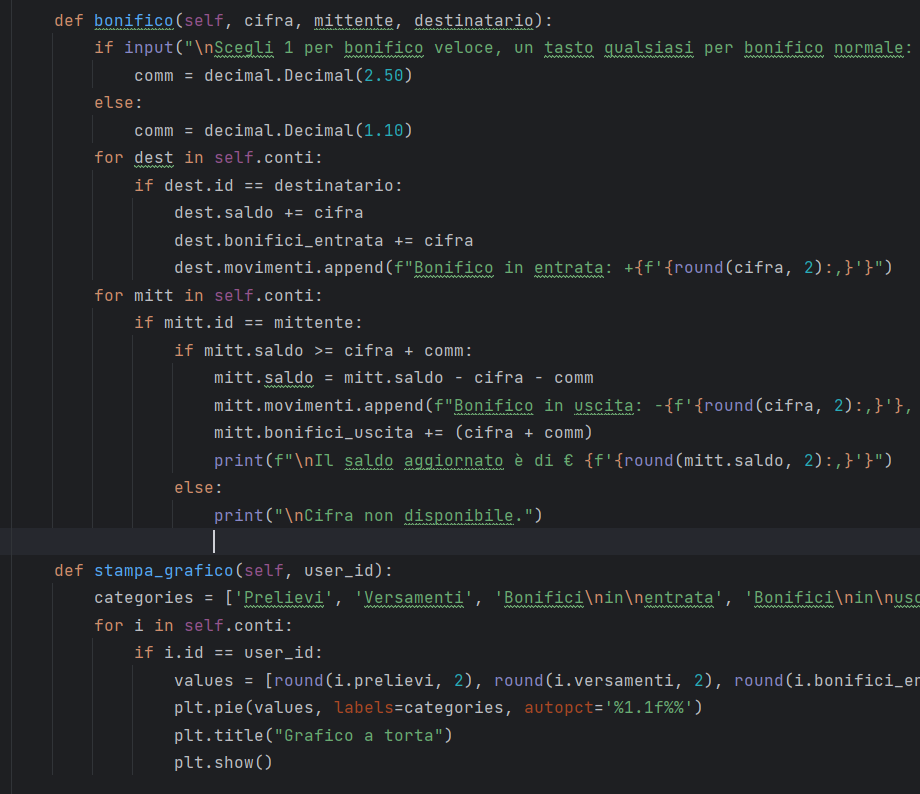 def bonifico(self, cifra, mittente, destinatario):
    if input("\nScegli 1 per bonifico veloce, un tasto qualsiasi per bonifico normale:
        comm = decimal.Decimal(2.50)
    else:
        comm = decimal.Decimal(1.10)
    for dest in self.conti:
        if dest.id == destinatario:
            dest.saldo += cifra
            dest.bonifici_entrata += cifra
            dest.movimenti.append(f"Bonifico in entrata: +{f'{round(cifra, 2):,}'}")
    for mitt in self.conti:
        if mitt.id == mittente:
            if mitt.saldo >= cifra + comm:
                mitt.saldo = mitt.saldo - cifra - comm
                mitt.movimenti.append(f"Bonifico in uscita: -{f'{round(cifra, 2):,}'},
                mitt.bonifici_uscita += (cifra + comm)
                print(f"\nIl saldo aggiornato è di € {f'{round(mitt.saldo, 2):,}'}")
            else:
                print("\nCifra non disponibile.")
def stampa_grafico(self, user_id):
    categories = ['Prelievi', 'Versamenti', 'Bonifici\nin\nentrata', 'Bonifici\nin\nusc
    for i in self.conti:
        if i.id == user_id:
            values = [round(i.prelievi, 2), round(i.versamenti, 2), round(i.bonifici_en
            plt.pie(values, labels=categories, autopct='%1.1f%%')
            plt.title("Grafico a torta")
            plt.show()